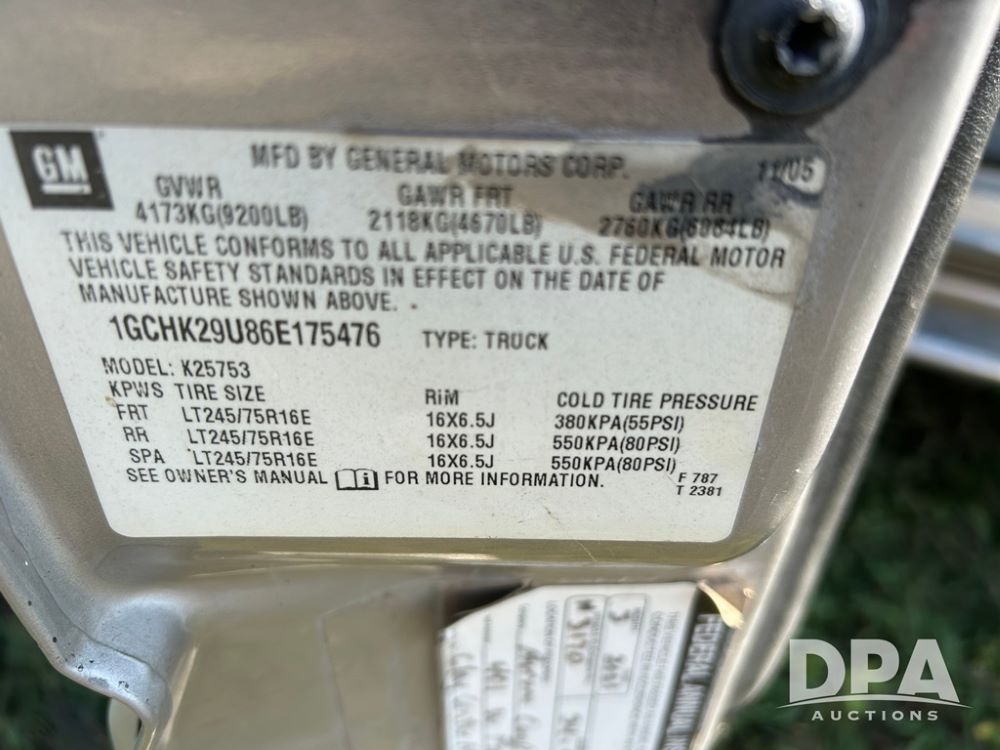 GM
MFD BY GENERAL MOTORS CORP. 11/05
GVWR GAWR FRT GAWR RR
4173KG(9200LB) 2118KG(4670LB) 2760KG(6084LB)
THIS VEHICLE CONFORMS TO ALL APPLICABLE U.S. FEDERAL MOTOR
VEHICLE SAFETY STANDARDS IN EFFECT ON THE DATE OF
MANUFACTURE SHOWN ABOVE.
1GCHK29U86E175476 TYPE: TRUCK
MODEL: K25753
KPWS TIRE SIZE RIM COLD TIRE PRESSURE
FRT LT245/75R16E 16X6.5J 380KPA(55PSI)
RR LT245/75R16E 16X6.5J 550KPA(80PSI)
SPA LT245/75R16E 16X6.5J 550KPA(80PSI)
SEE OWNER'S MANUAL FOR MORE INFORMATION.
F 787
T 2381
FEDERAL ANNUAL
DPA
AUCTIONS